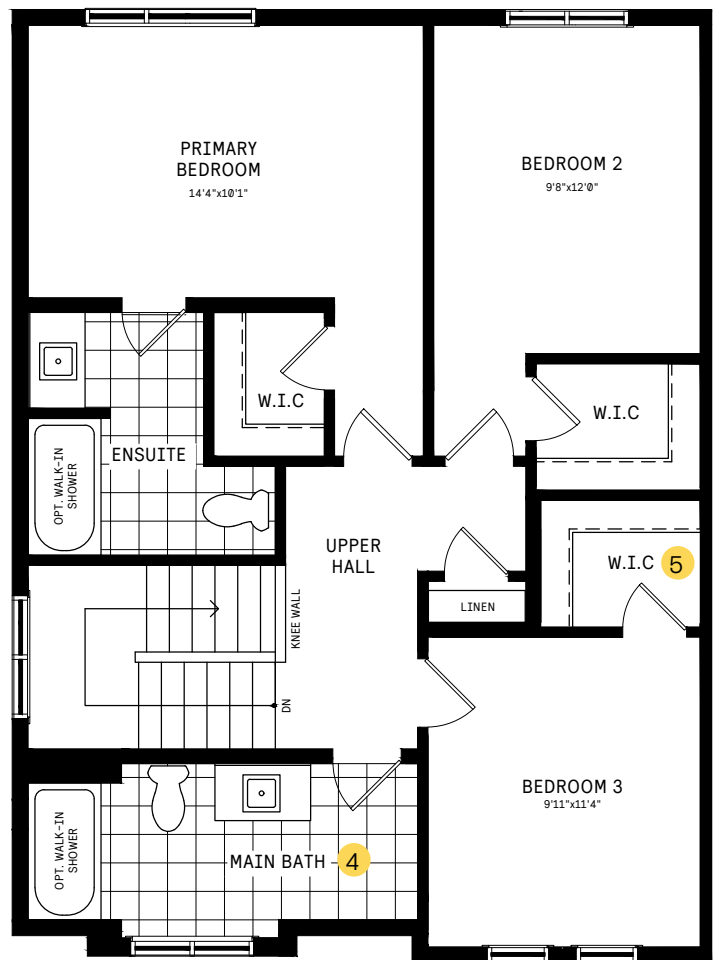 PRIMARY
BEDROOM
14'4"x10'1"
BEDROOM 2
9'8"x12'0"
W.I.C
W.I.C
ENSUITE
OPT. WALK-IN
SHOWER
UPPER
HALL
W.I.C 5
LINEN
KNEE WALL
DN
BEDROOM 3
9'11"x11'4"
OPT. WALK-IN
SHOWER
MAIN BATH 4